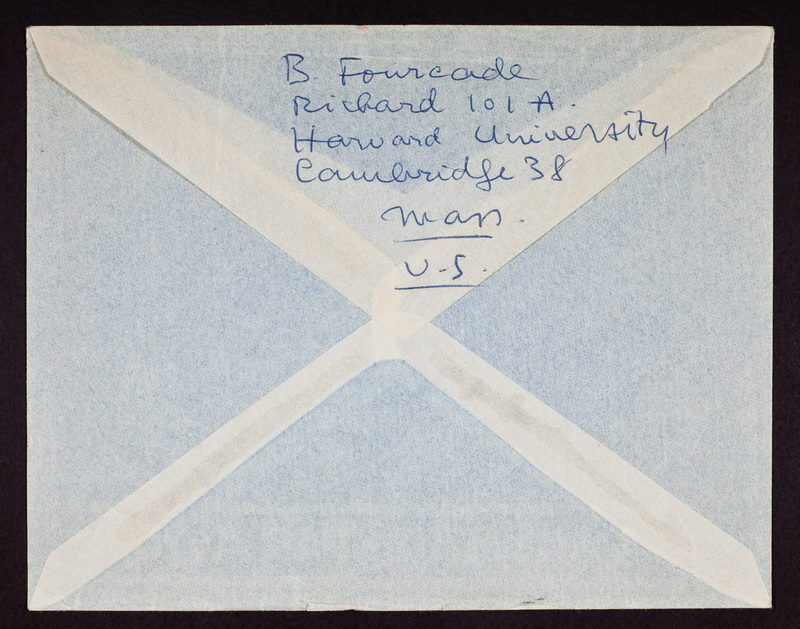 B. Fourcade
Richard 101 A.
Harvard University
Cambridge 38
Mass.
U.S.